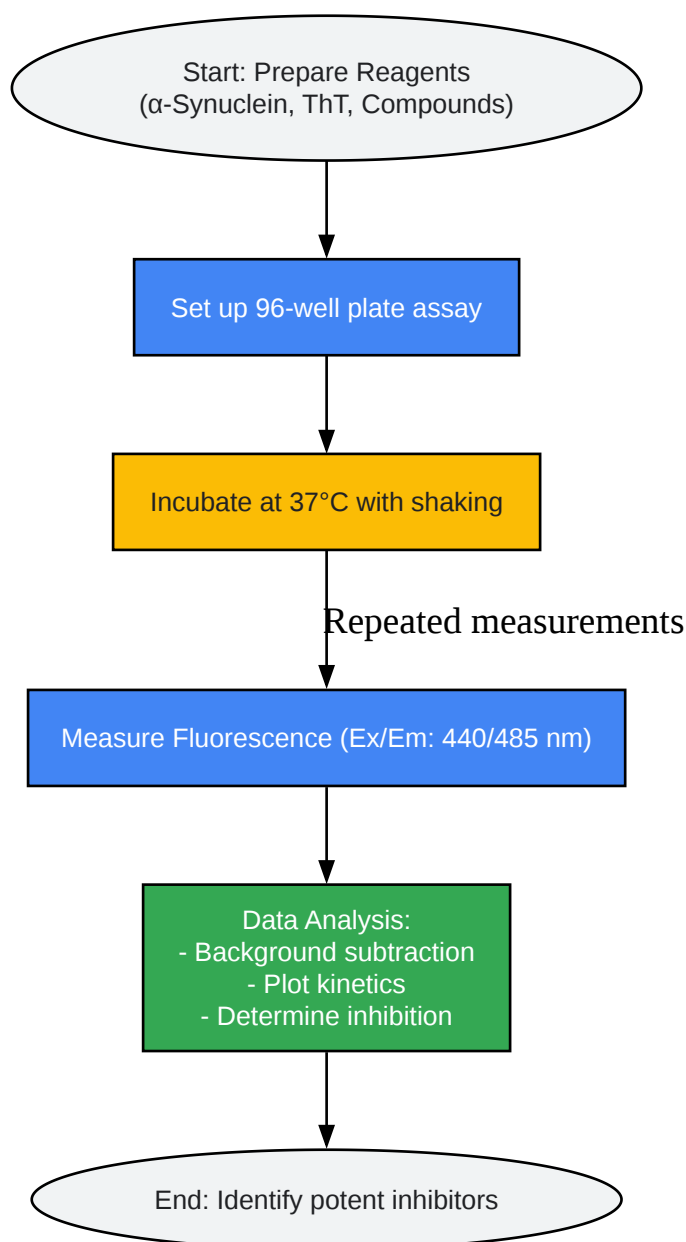 Start: Prepare Reagents
(α-Synuclein, ThT, Compounds)
Set up 96-well plate assay
Incubate at 37°C with shaking
Repeated measurements
Measure Fluorescence (Ex/Em: 440/485 nm)
Data Analysis:
- Background subtraction
- Plot kinetics
- Determine inhibition
End: Identify potent inhibitors